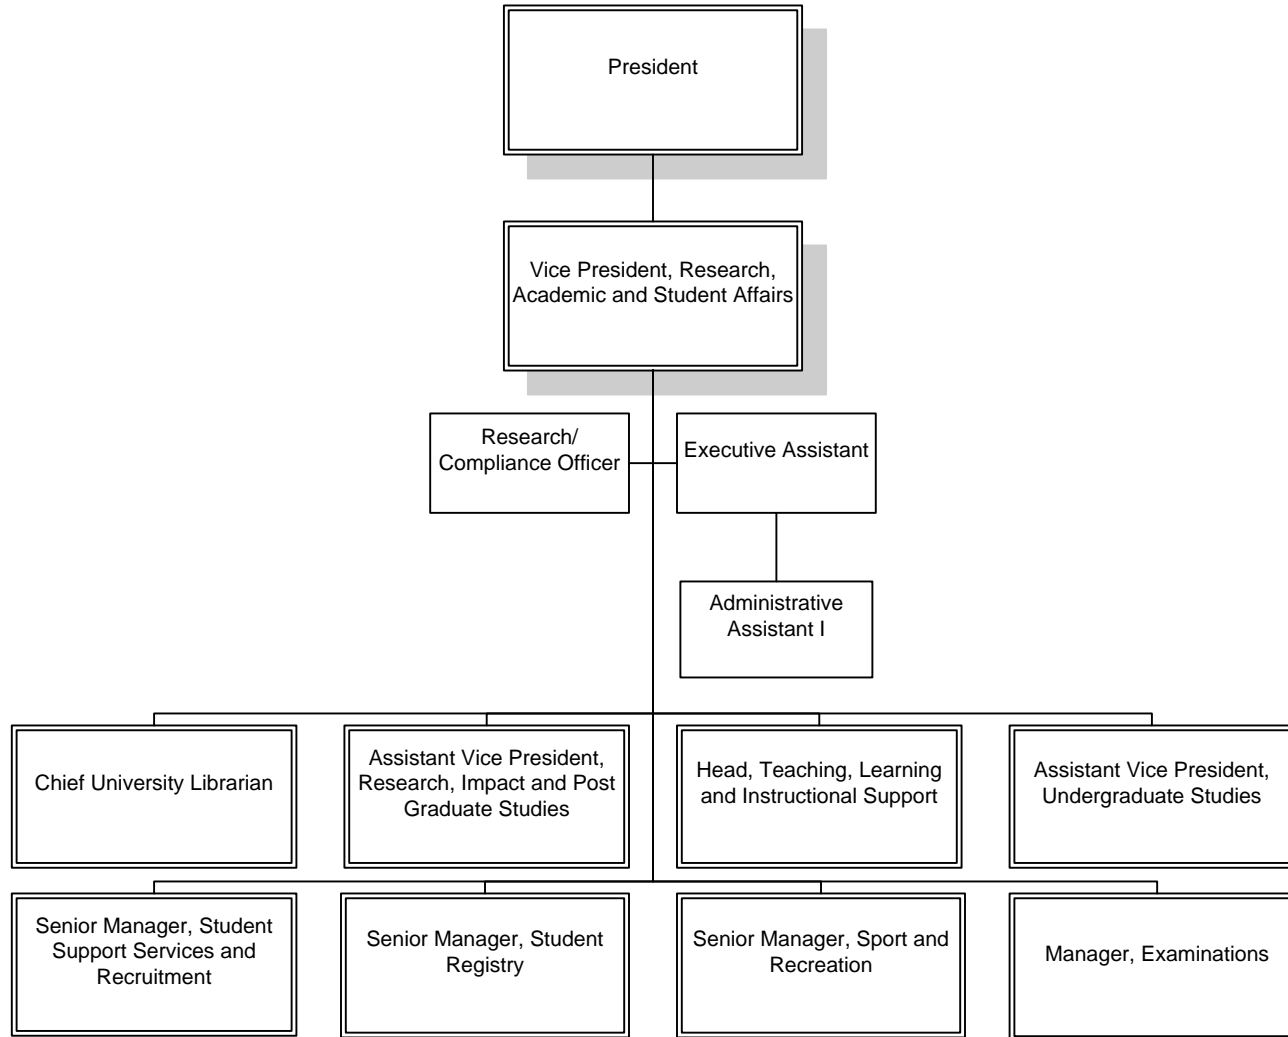 President
Vice President, Research,
Academic and Student Affairs
Research/
Compliance Officer
Executive Assistant
Administrative
Assistant I
Chief University Librarian
Assistant Vice President,
Research, Impact and Post
Graduate Studies
Head, Teaching, Learning
and Instructional Support
Assistant Vice President,
Undergraduate Studies
Senior Manager, Student
Support Services and
Recruitment
Senior Manager, Student
Registry
Senior Manager, Sport and
Recreation
Manager, Examinations